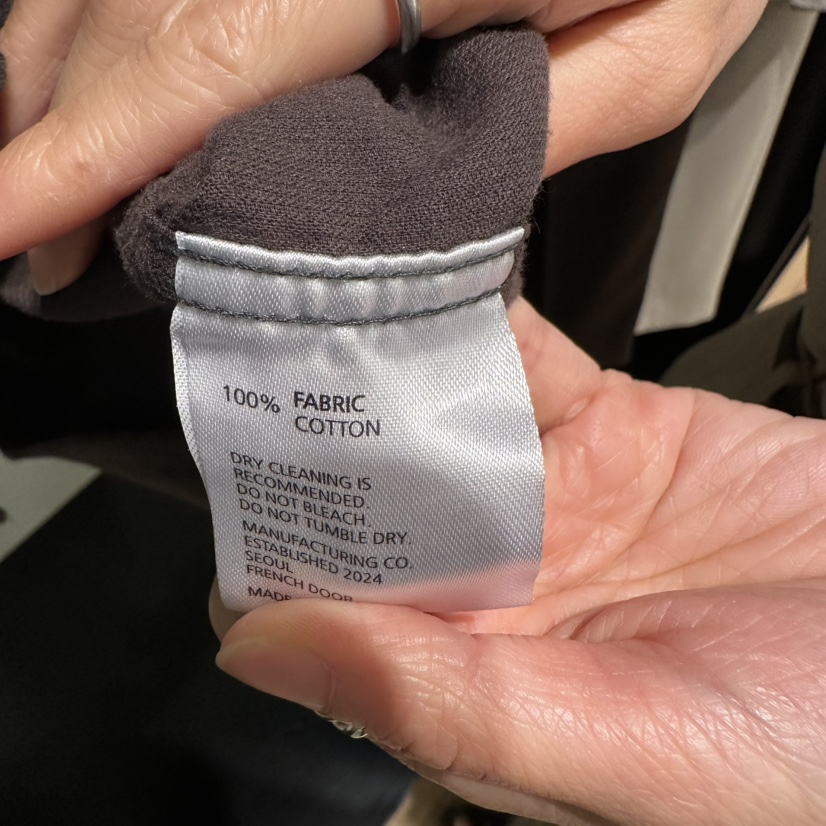 100% FABRIC
COTTON
DRY CLEANING IS
RECOMMENDED.
DO NOT BLEACH.
DO NOT TUMBLE DRY.
MANUFACTURING CO.
ESTABLISHED 2024
SEOUL
FRENCH DOOR
MADE